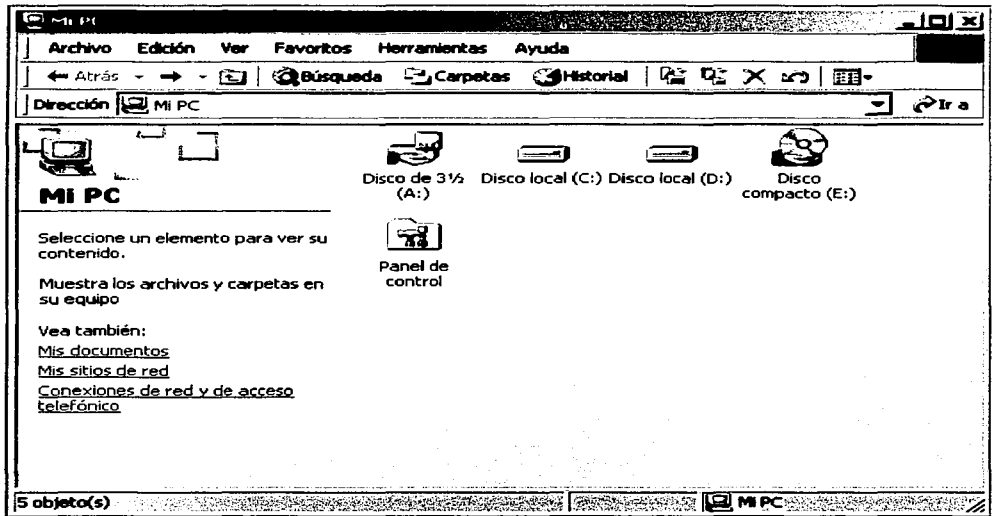 Mi PC
Archivo Edición Ver Favoritos Herramientas Ayuda
Atrás Búsqueda Carpetas Historial
Dirección Mi PC Ir a
Disco de 3½ (A:)
Disco local (C:)
Disco local (D:)
Disco compacto (E:)
Mi PC
Panel de control
Seleccione un elemento para ver su
contenido.
Muestra los archivos y carpetas en
su equipo
Vea también:
Mis documentos
Mis sitios de red
Conexiones de red y de acceso
telefónico
5 objeto(s) Mi PC